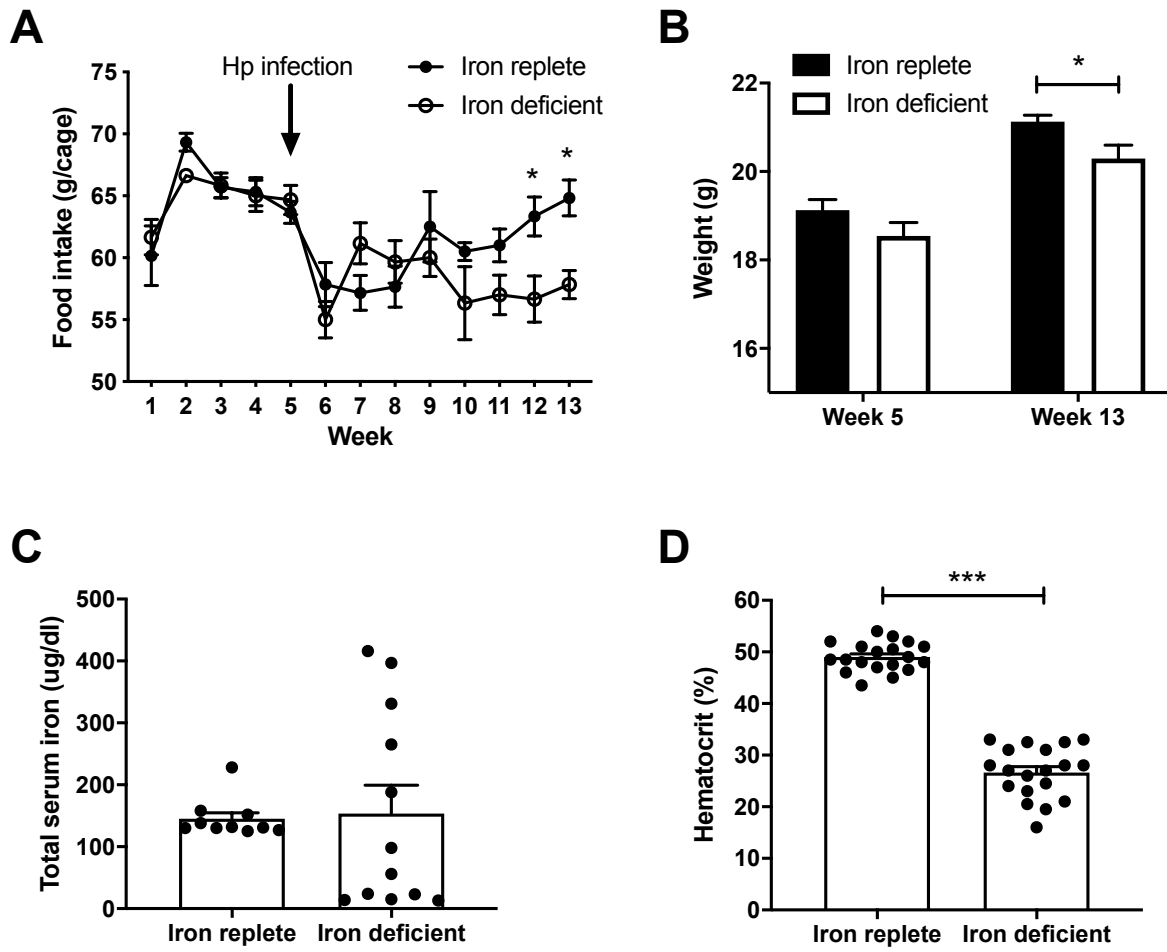 A
Hp infection
Iron replete
Iron deficient
Food intake (g/cage)
75
70
65
60
55
50
*
*
1 2 3 4 5 6 7 8 9 10 11 12 13
Week
B
Iron replete
Iron deficient
*
Weight (g)
22
20
18
16
Week 5 Week 13
C
Total serum iron (ug/dl)
500
400
300
200
100
0
Iron replete Iron deficient
D
***
Hematocrit (%)
60
50
40
30
20
10
0
Iron replete Iron deficient